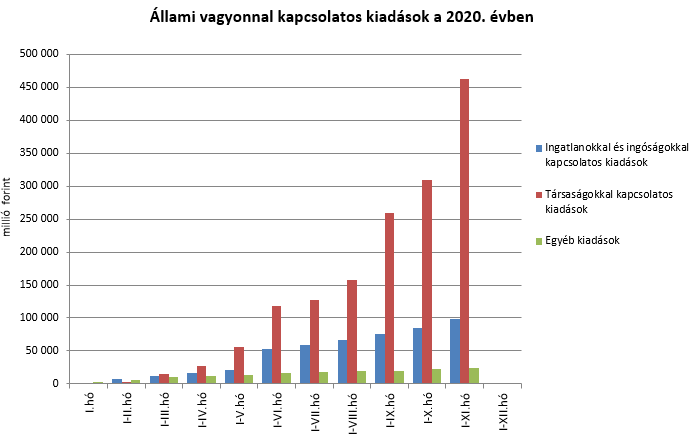 Állami vagyonnal kapcsolatos kiadások a 2020. évben
500 000
450 000
400 000
350 000
300 000
250 000
200 000
150 000
100 000
50 000
0
millió forint
I.hó
I-II.hó
I-III.hó
I-IV.hó
I-V.hó
I-VI.hó
I-VII.hó
I-VIII.hó
I-IX.hó
I-X.hó
I-XI.hó
I-XII.hó
Ingatlanokkal és ingóságokkal
kapcsolatos kiadások
Társaságokkal kapcsolatos
kiadások
Egyéb kiadások